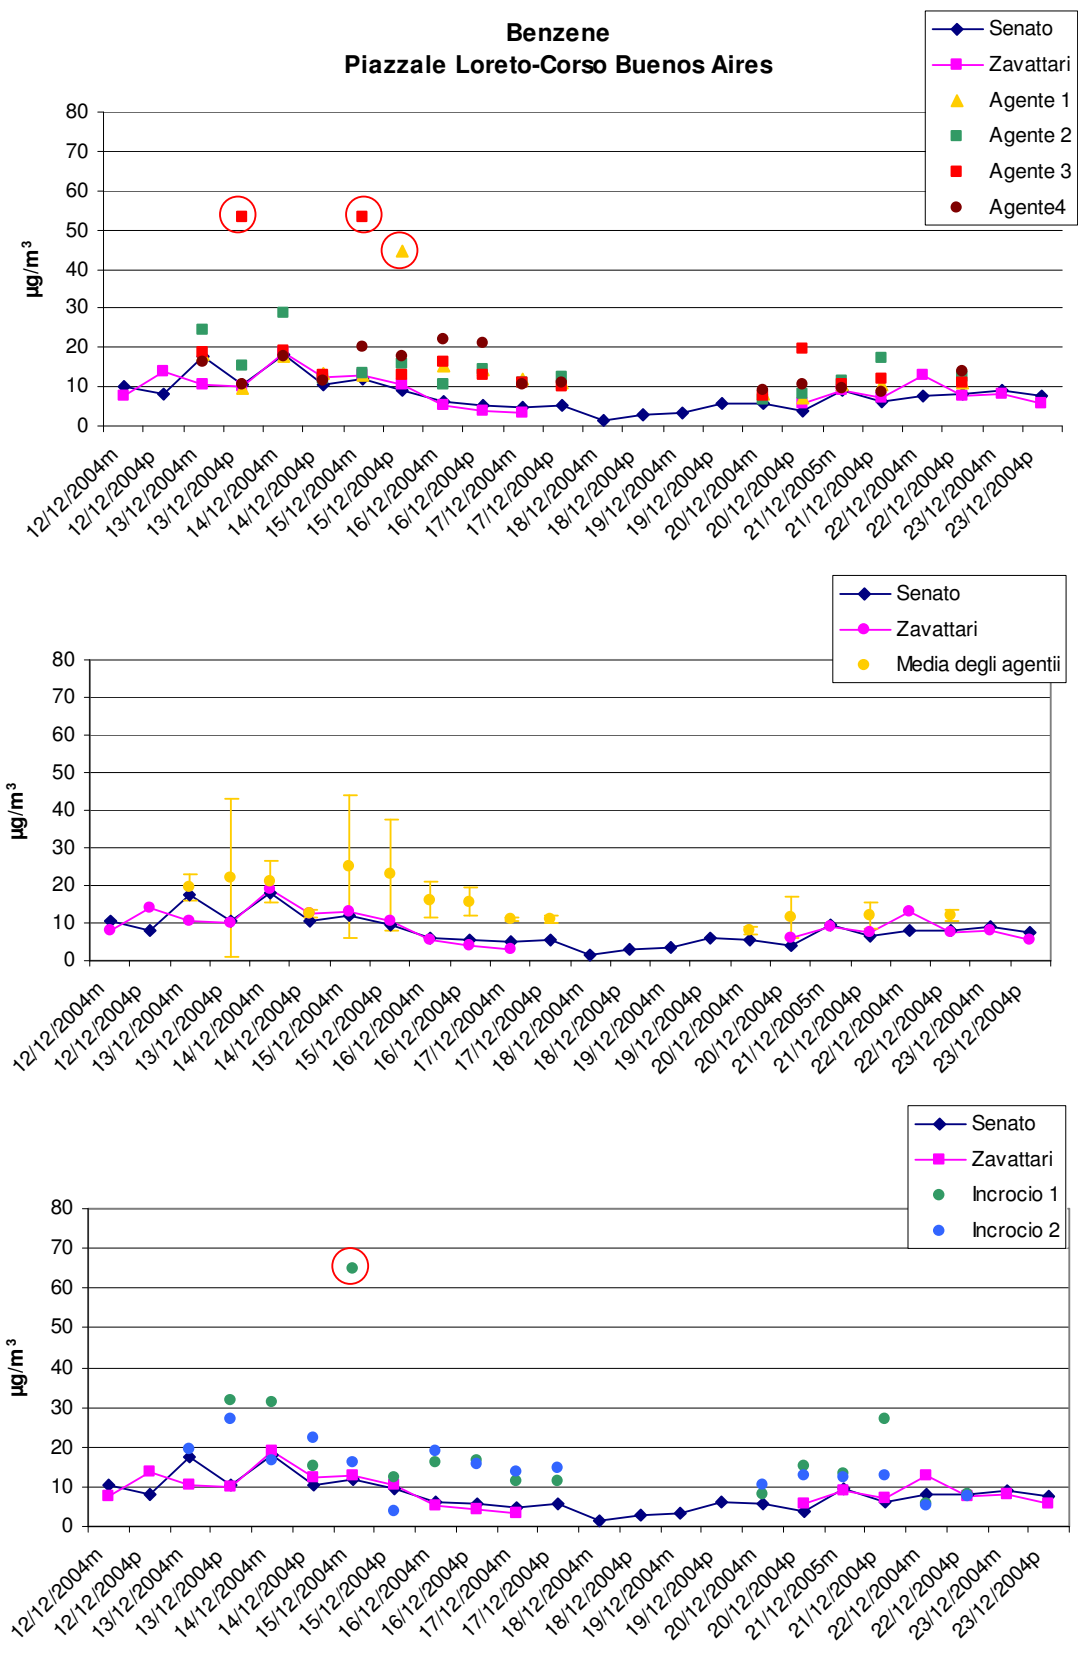 Benzene
Piazzale Loreto-Corso Buenos Aires
Senato
Zavattari
Agente 1
Agente 2
Agente 3
Agente4
µg/m³
80
70
60
50
40
30
20
10
0
12/12/2004m
12/12/2004p
13/12/2004m
13/12/2004p
14/12/2004m
14/12/2004p
15/12/2004m
15/12/2004p
16/12/2004m
16/12/2004p
17/12/2004m
17/12/2004p
18/12/2004m
18/12/2004p
19/12/2004m
19/12/2004p
20/12/2004m
20/12/2004p
21/12/2005m
21/12/2004p
22/12/2004m
22/12/2004p
23/12/2004m
23/12/2004p
Senato
Zavattari
Media degli agentii
µg/m³
80
70
60
50
40
30
20
10
0
12/12/2004m
12/12/2004p
13/12/2004m
13/12/2004p
14/12/2004m
14/12/2004p
15/12/2004m
15/12/2004p
16/12/2004m
16/12/2004p
17/12/2004m
17/12/2004p
18/12/2004m
18/12/2004p
19/12/2004m
19/12/2004p
20/12/2004m
20/12/2004p
21/12/2005m
21/12/2004p
22/12/2004m
22/12/2004p
23/12/2004m
23/12/2004p
Senato
Zavattari
Incrocio 1
Incrocio 2
µg/m³
80
70
60
50
40
30
20
10
0
12/12/2004m
12/12/2004p
13/12/2004m
13/12/2004p
14/12/2004m
14/12/2004p
15/12/2004m
15/12/2004p
16/12/2004m
16/12/2004p
17/12/2004m
17/12/2004p
18/12/2004m
18/12/2004p
19/12/2004m
19/12/2004p
20/12/2004m
20/12/2004p
21/12/2005m
21/12/2004p
22/12/2004m
22/12/2004p
23/12/2004m
23/12/2004p